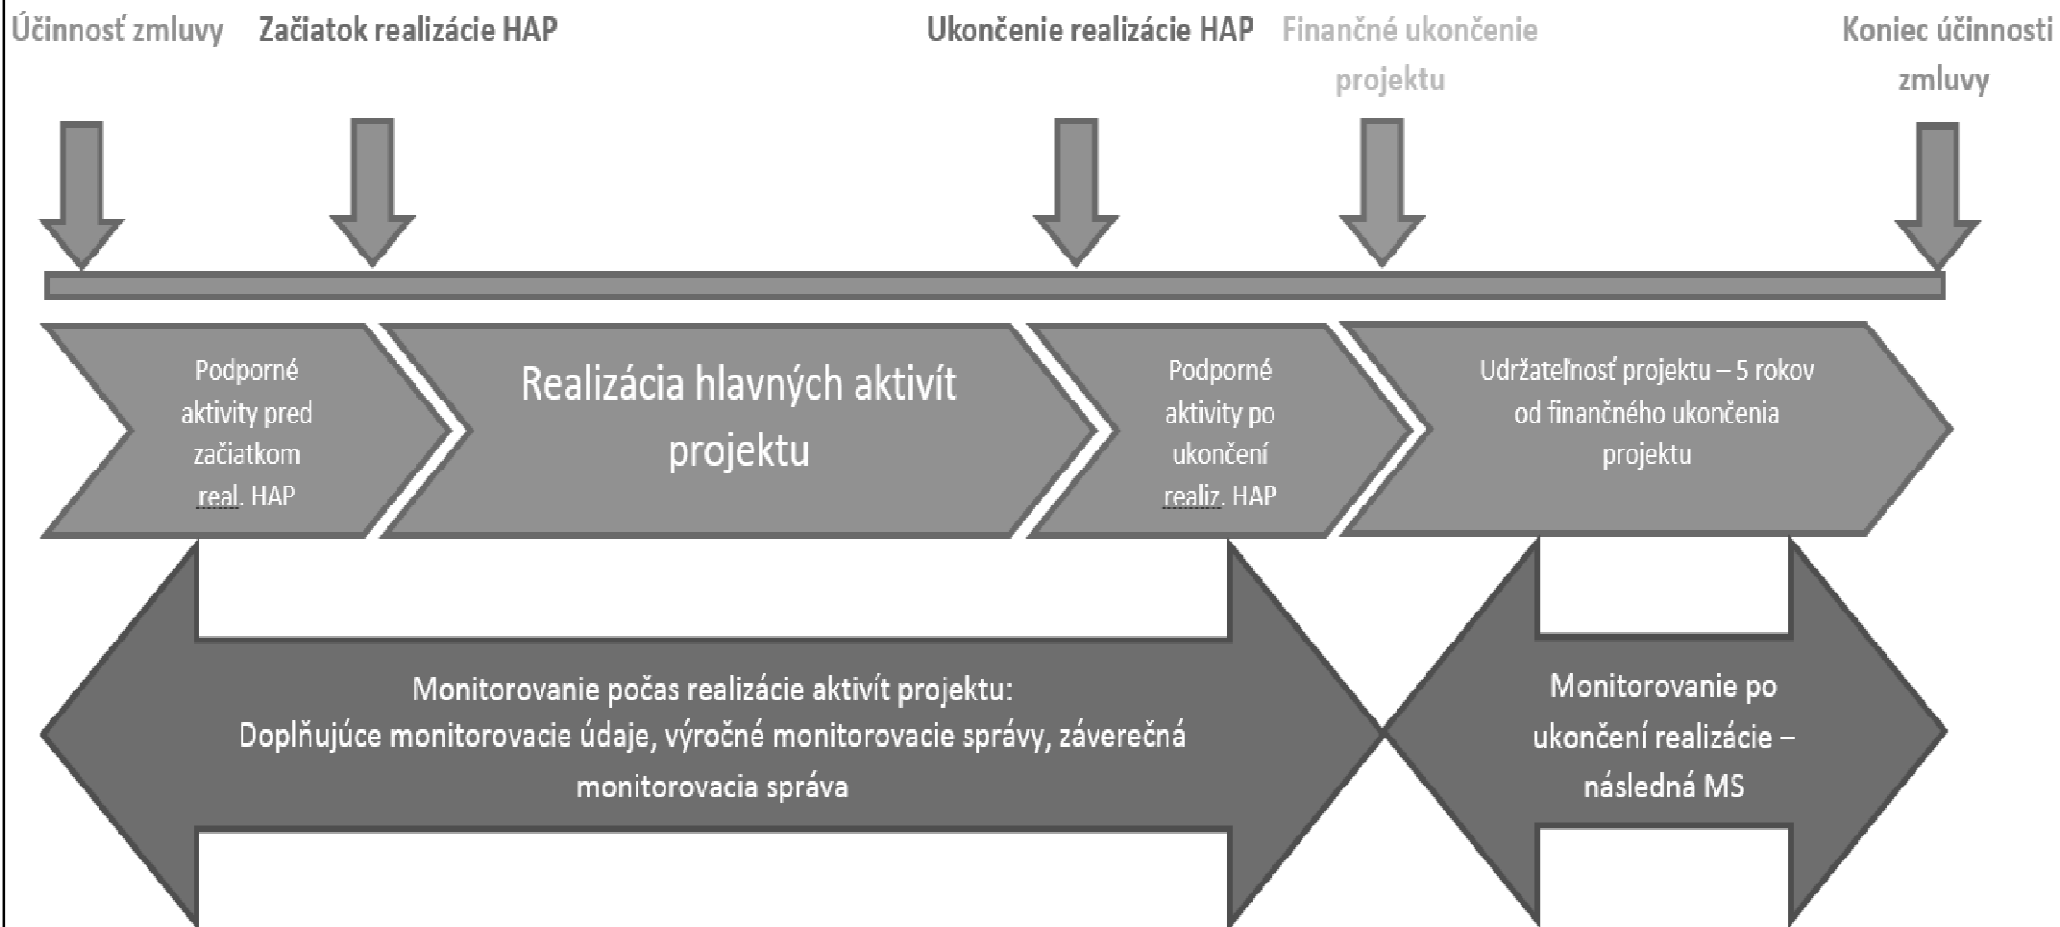 Účinnosť zmluvy
Začiatok realizácie HAP
Ukončenie realizácie HAP
Finančné ukončenie
projektu
Koniec účinnosti
zmluvy
Podporné
aktivity pred
začiatkom
real. HAP
Realizácia hlavných aktivít
projektu
Podporné
aktivity po
ukončení
realiz. HAP
Udržateľnosť projektu – 5 rokov
od finančného ukončenia
projektu
Monitorovanie počas realizácie aktivít projektu:
Doplňujúce monitorovacie údaje, výročné monitorovacie správy, záverečná
monitorovacia správa
Monitorovanie po
ukončení realizácie –
následná MS